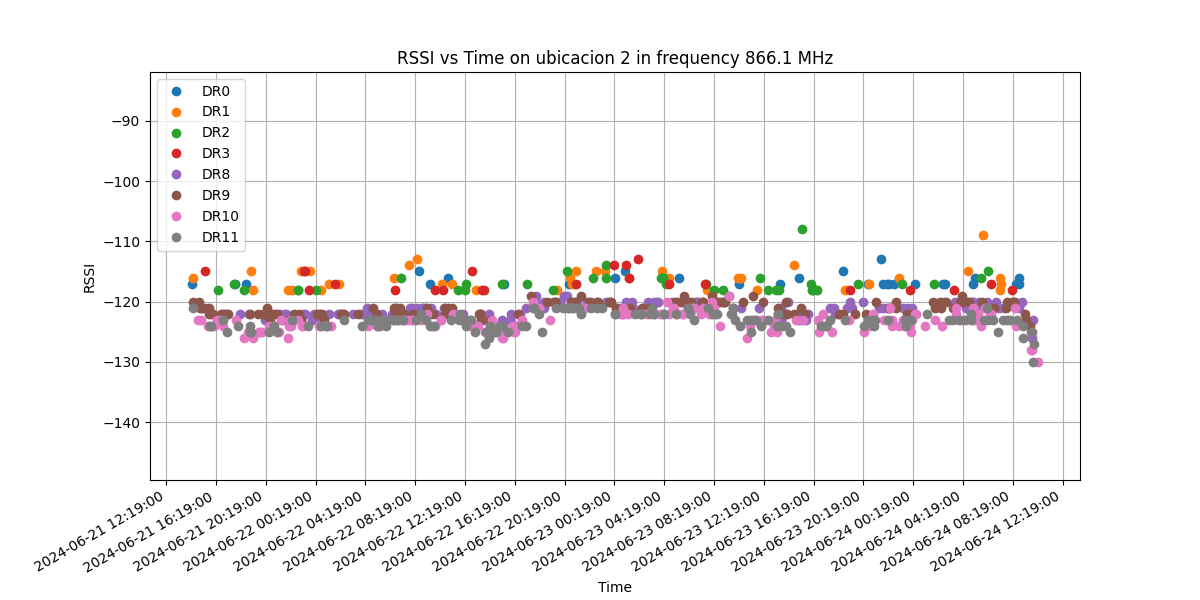 RSSI vs Time on ubicacion 2 in frequency 866.1 MHz
DR0
DR1
DR2
DR3
DR8
DR9
DR10
DR11
RSSI
−90
−100
−110
−120
−130
−140
2024-06-21 12:19:00
2024-06-21 16:19:00
2024-06-21 20:19:00
2024-06-22 00:19:00
2024-06-22 04:19:00
2024-06-22 08:19:00
2024-06-22 12:19:00
2024-06-22 16:19:00
2024-06-22 20:19:00
2024-06-23 00:19:00
2024-06-23 04:19:00
2024-06-23 08:19:00
2024-06-23 12:19:00
2024-06-23 16:19:00
2024-06-23 20:19:00
2024-06-24 00:19:00
2024-06-24 04:19:00
2024-06-24 08:19:00
2024-06-24 12:19:00
Time